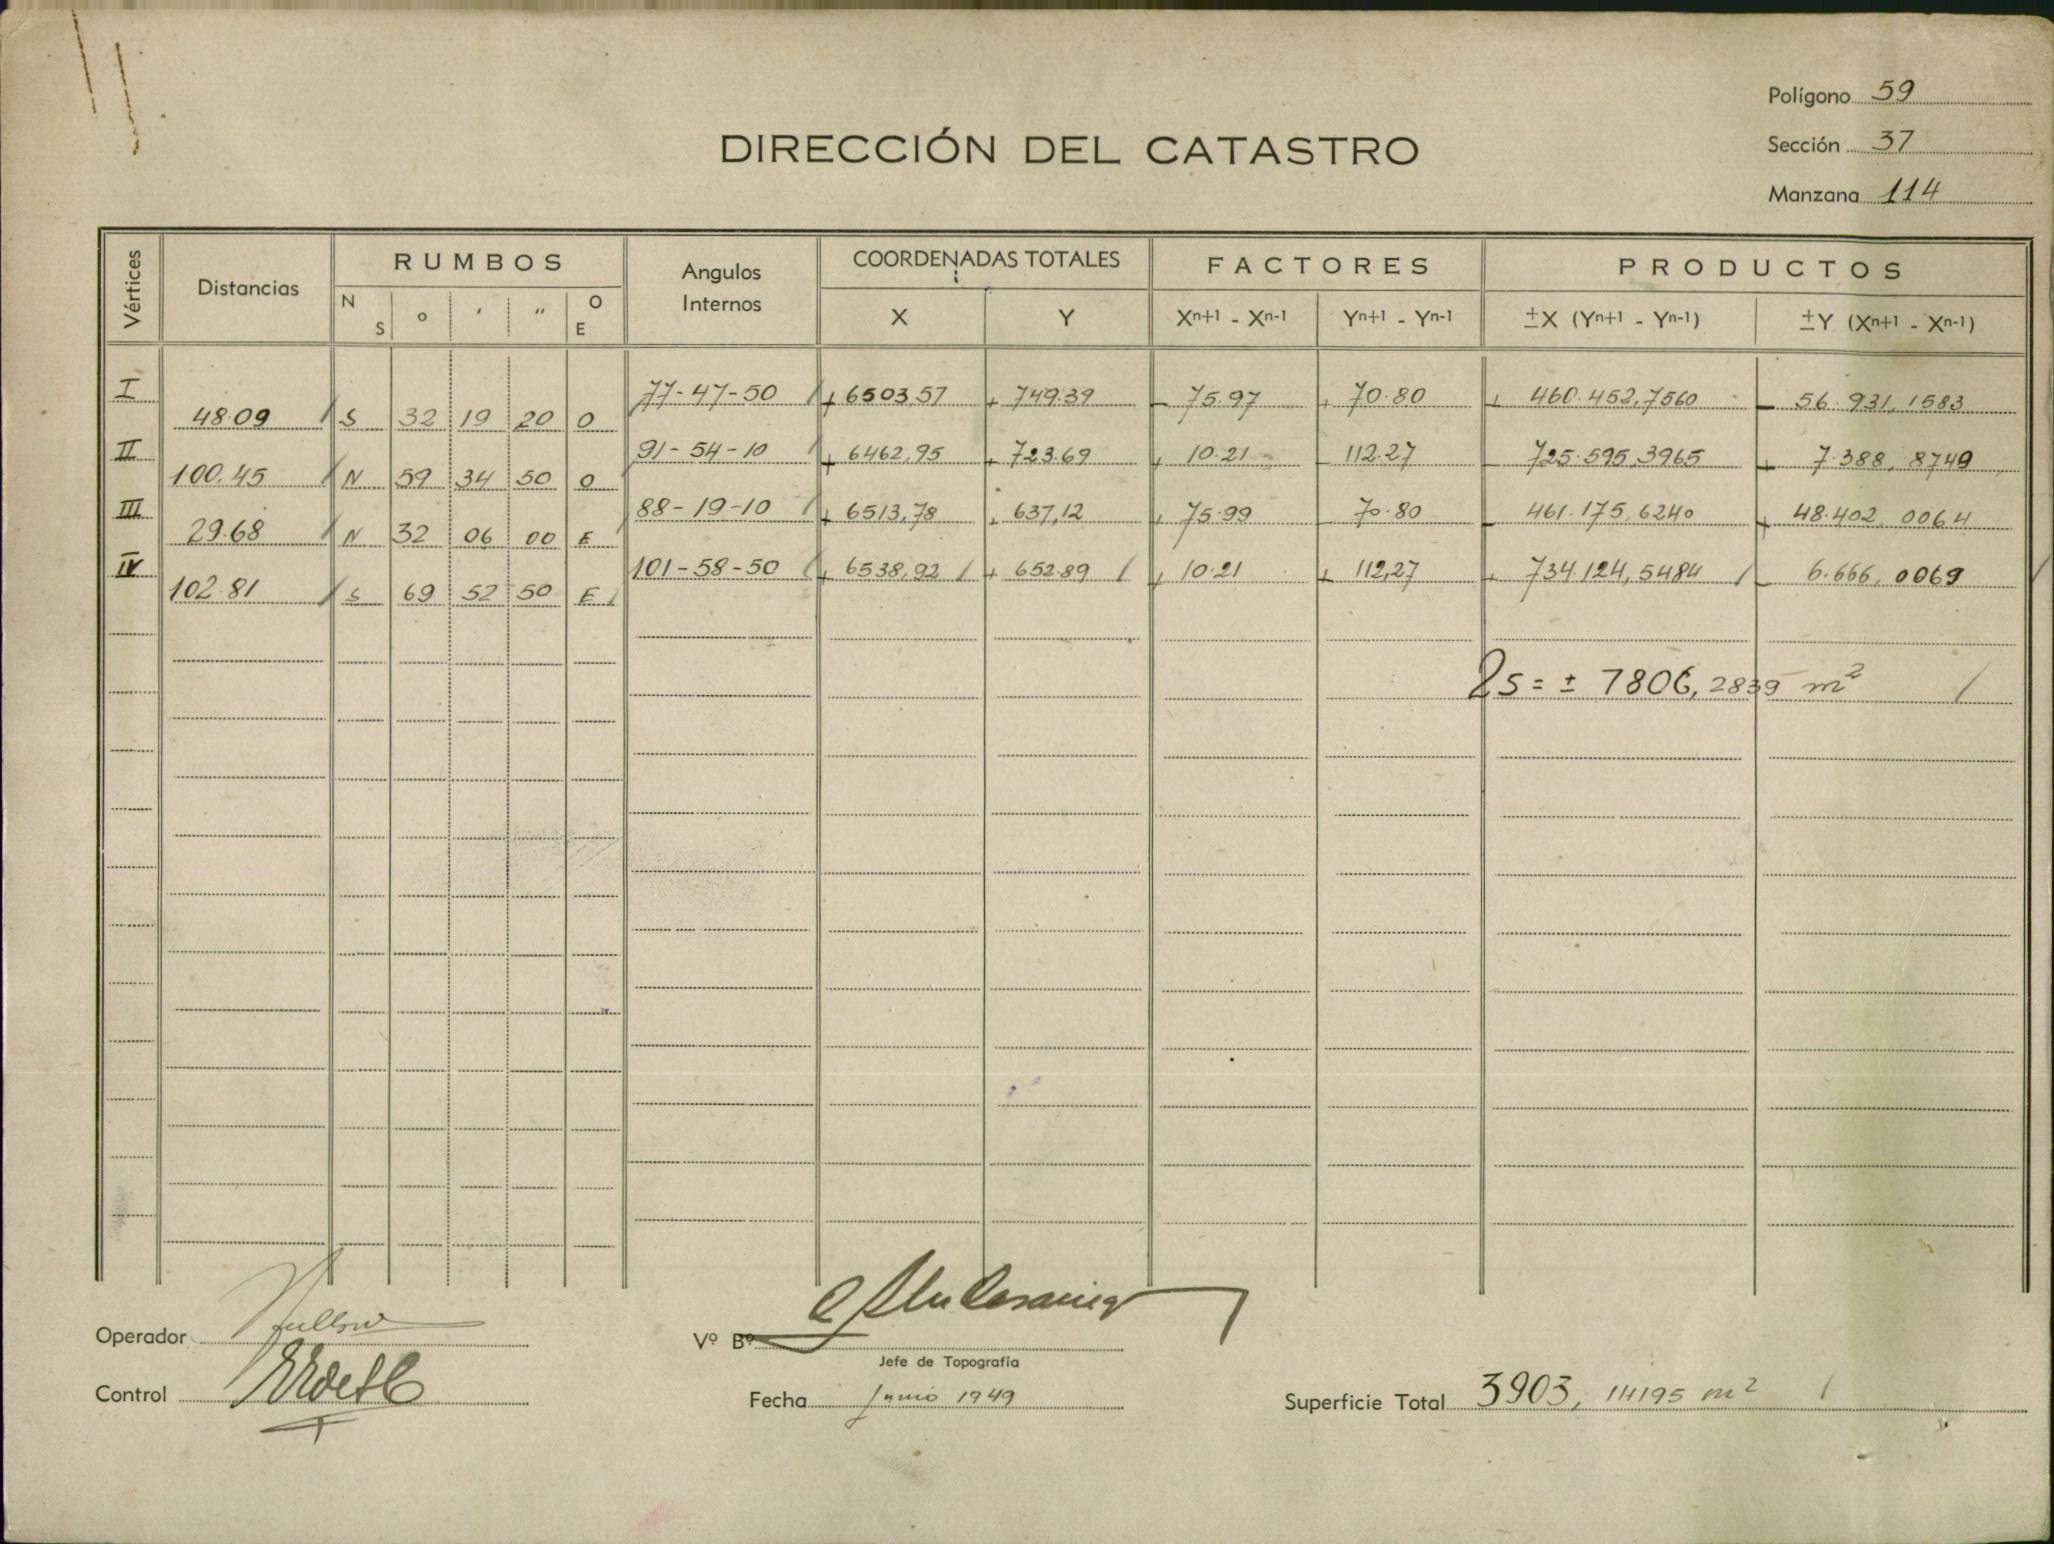 Polígono 59
DIRECCIÓN DEL CATASTRO
Sección 37
Manzana 114
Vértices Distancias RUMBOS Angulos Internos COORDENADAS TOTALES FACTORES PRODUCTOS
N S o ′ ″ O E X Y Xn+1 - Xn-1 Yn+1 - Yn-1 ±X (Yn+1 - Yn-1) ±Y (Xn+1 - Xn-1)
I 77-47-50 + 6503,57 + 749.39 - 75.97 + 70.80 + 460.452,7560 - 56.931,1583
48.09 S 32 19 20 O
II 91-54-10 + 6462,95 + 723.69 + 10.21 - 112.27 - 725.595,3965 + 7.388,8749
100.45 N 59 34 50 O
III 88-19-10 + 6513,78 + 637,12 + 75.99 - 70.80 - 461.175,6240 + 48.402,0064
29.68 N 32 06 00 E
IV 101-58-50 + 6538,92 + 652.89 + 10.21 + 112,27 + 734.124,5484 - 6.666,0069
102.81 S 69 52 50 E
2s = ± 7806,2839 m²
Operador
Vº Bº
Jefe de Topografía
Control
Fecha Junio 1949
Superficie Total 3903,14195 m²